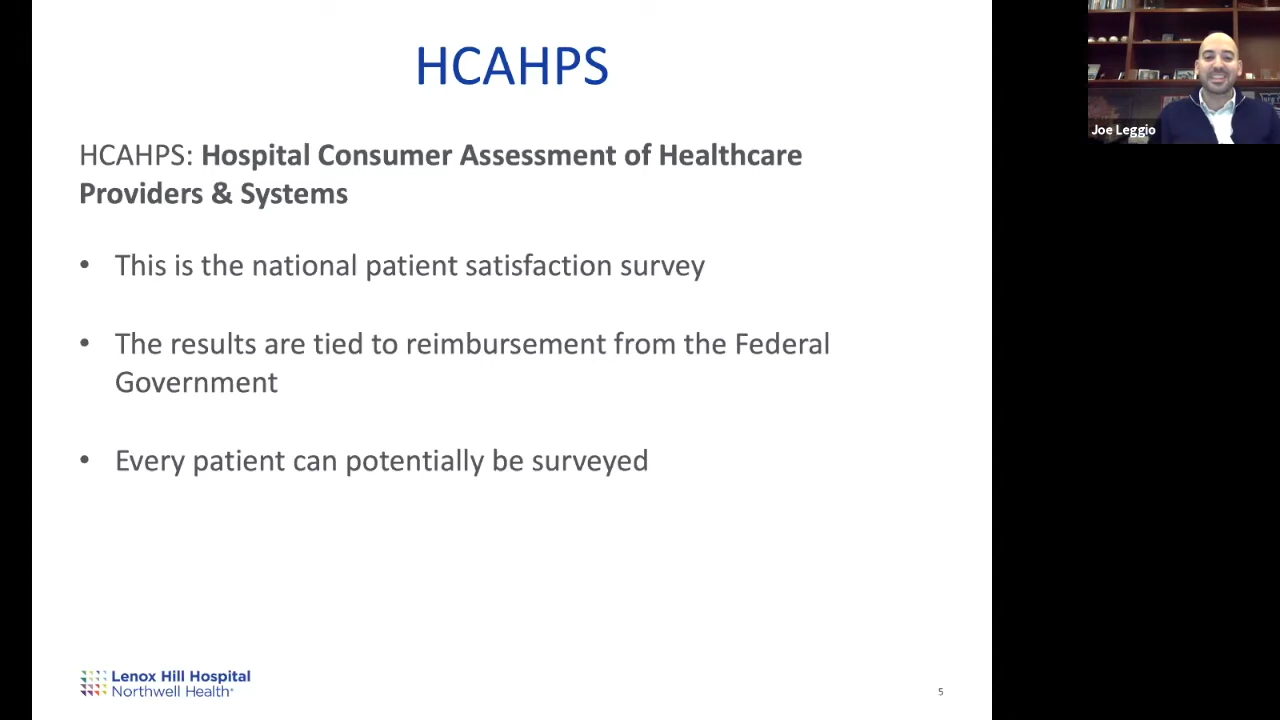 HCAHPS
HCAHPS: Hospital Consumer Assessment of Healthcare
Providers & Systems
• This is the national patient satisfaction survey
• The results are tied to reimbursement from the Federal
Government
• Every patient can potentially be surveyed
Lenox Hill Hospital
Northwell Health®
5
Joe Leggio